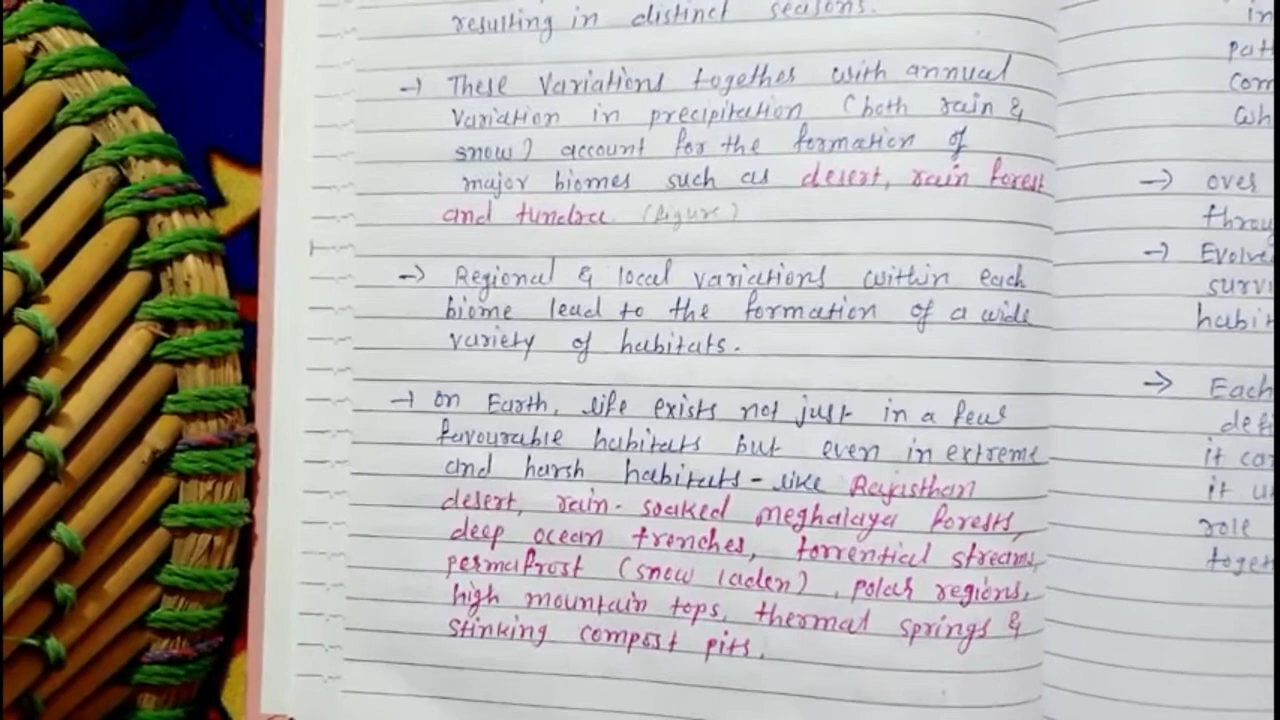 resulting in distinct seasons.
→ These Variations together with annual
Variation in precipitation (both rain &
snow) account for the formation of
major biomes such as desert, rain forest
and tundra. (figure)
→ Regional & local variations within each
biome lead to the formation of a wide
variety of habitats.
→ On Earth, life exists not just in a few
favourable habitats but even in extreme
and harsh habitats - like Rajasthan
desert, rain-soaked meghalaya forests,
deep ocean trenches, torrential streams,
permafrost (snow laden), polar regions,
high mountain tops, thermal springs &
stinking compost pits.
in
patt
com
wh
→ over
throu
→ Evolve
survi
habit
→ Each
defi
it ca
it u
role
toget